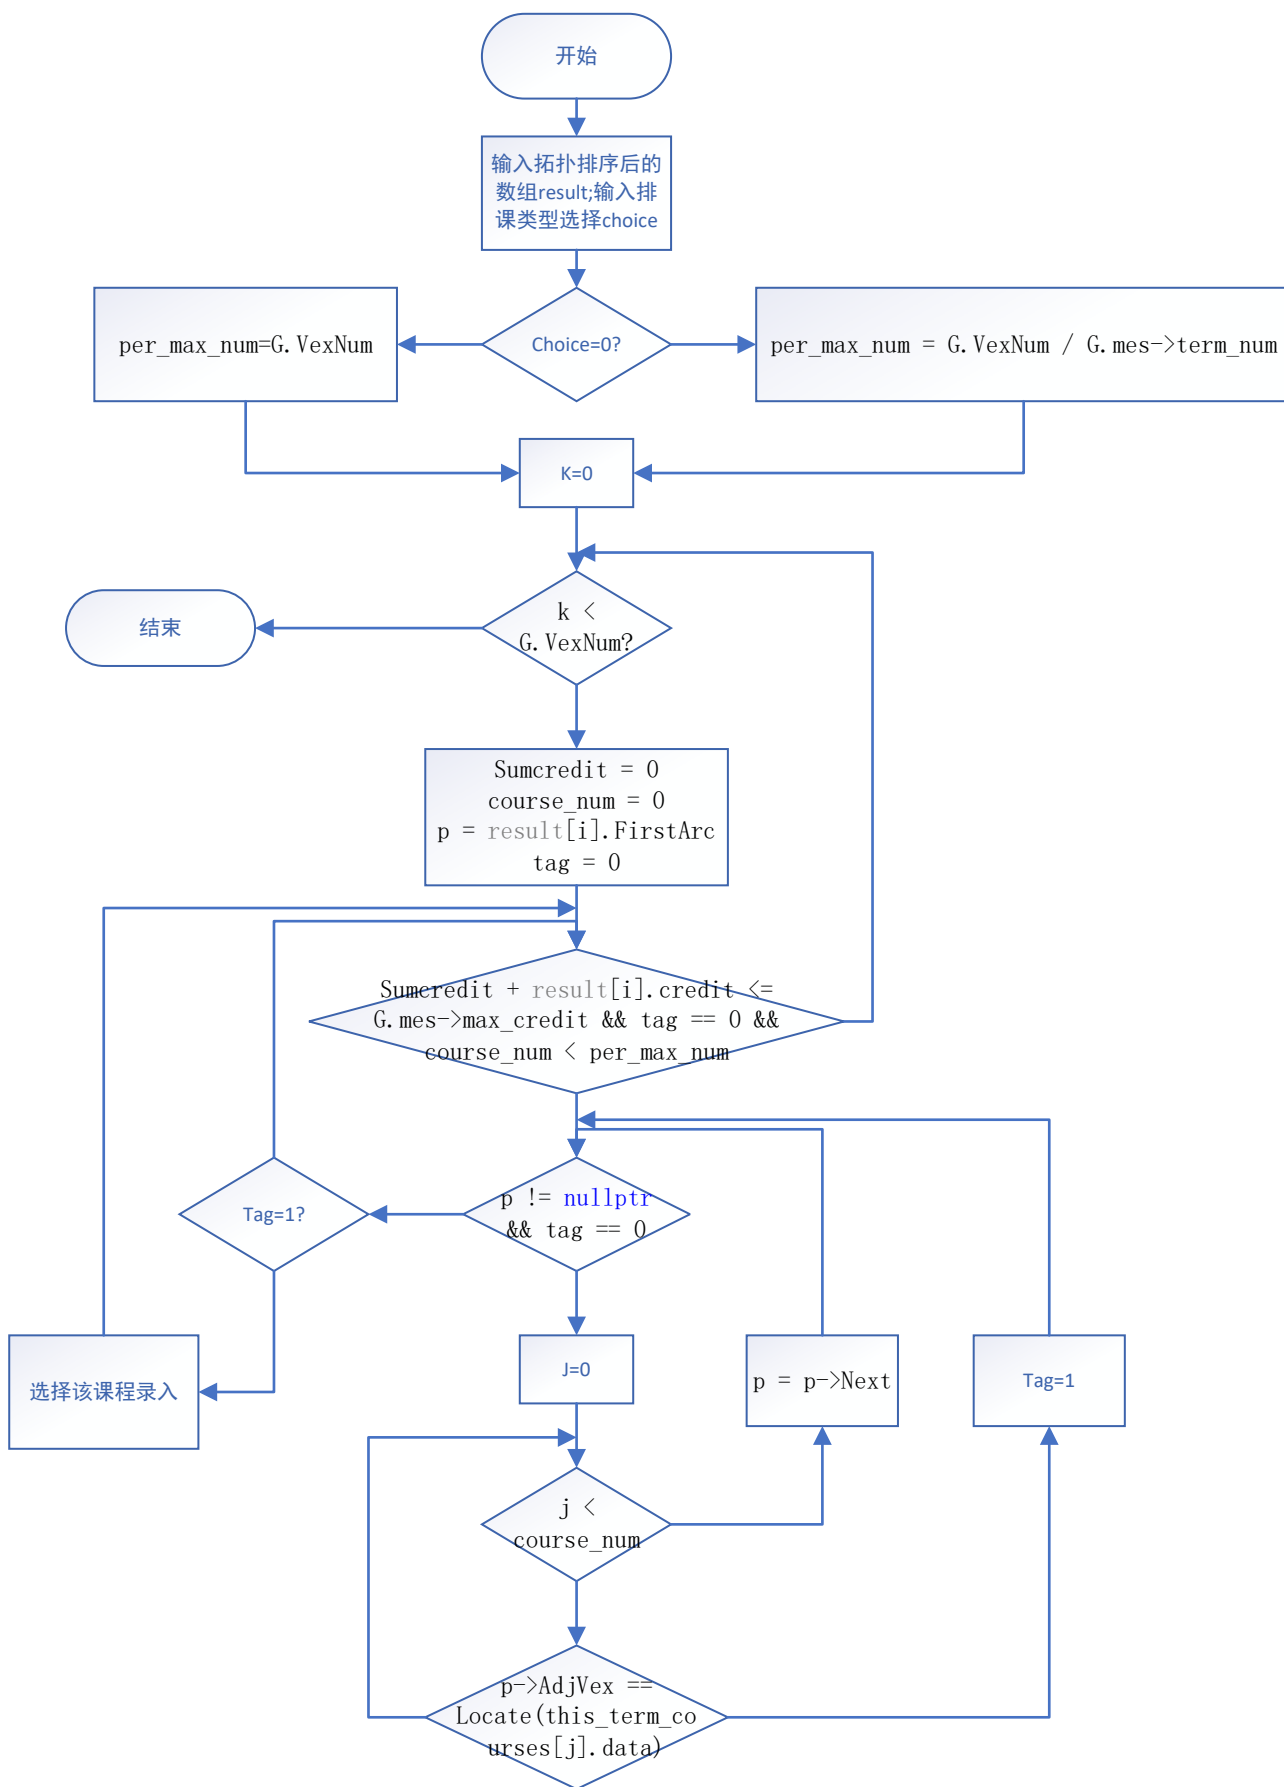 开始
输入拓扑排序后的
数组result;输入排
课类型选择choice
per_max_num=G.VexNum
Choice=0?
per_max_num = G.VexNum / G.mes->term_num
K=0
结束
k <
G.VexNum?
Sumcredit = 0
course_num = 0
p = result[i].FirstArc
tag = 0
Sumcredit + result[i].credit <=
G.mes->max_credit && tag == 0 &&
course_num < per_max_num
Tag=1?
p != nullptr
&& tag == 0
选择该课程录入
J=0
p = p->Next
Tag=1
j <
course_num
p->AdjVex ==
Locate(this_term_co
urses[j].data)